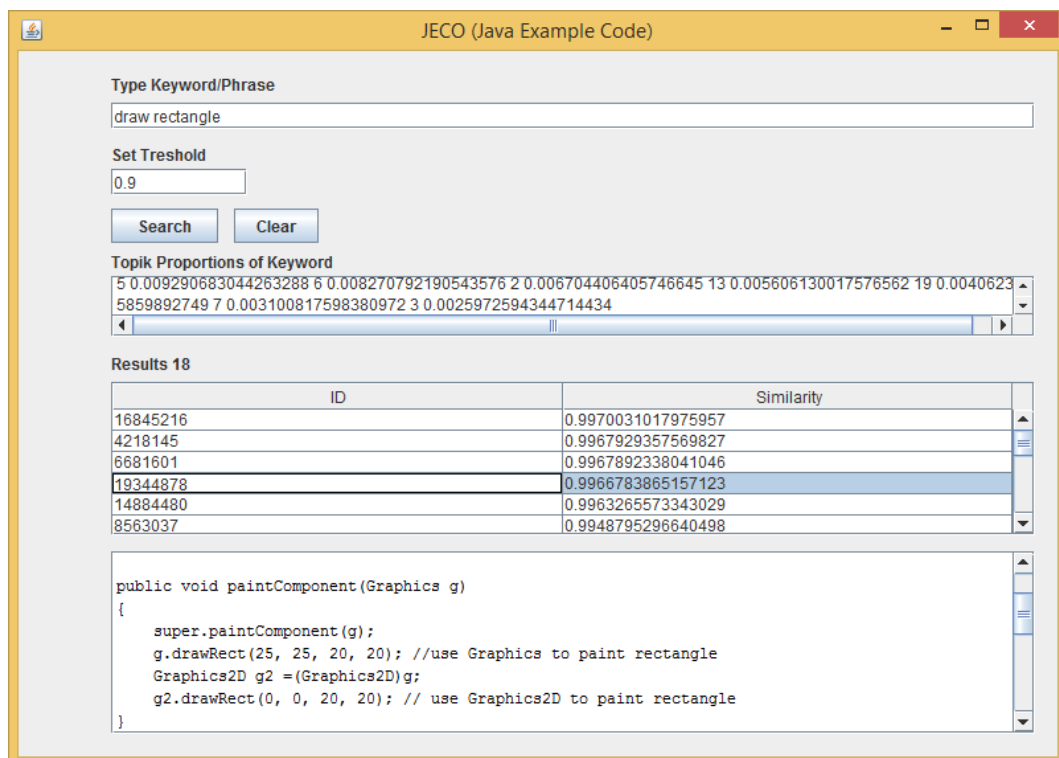 JECO (Java Example Code)
Type Keyword/Phrase
draw rectangle
Set Treshold
0.9
Search Clear
Topik Proportions of Keyword
5 0.009290683044263288 6 0.0082707921905435​76 2 0.006704406405746645 13 0.005606130017576562 19 0.0040623
5859892749 7 0.003100817598380972 3 0.0025972594344714434
Results 18
ID Similarity
16845216 0.9970031017975957
4218145 0.9967929357569827
6681601 0.9967892338041046
19344878 0.9966783865157123
14884480 0.9963265573343029
8563037 0.9948795296640498
public void paintComponent(Graphics g)
{
    super.paintComponent(g);
    g.drawRect(25, 25, 20, 20); //use Graphics to paint rectangle
    Graphics2D g2 =(Graphics2D)g;
    g2.drawRect(0, 0, 20, 20); // use Graphics2D to paint rectangle
}